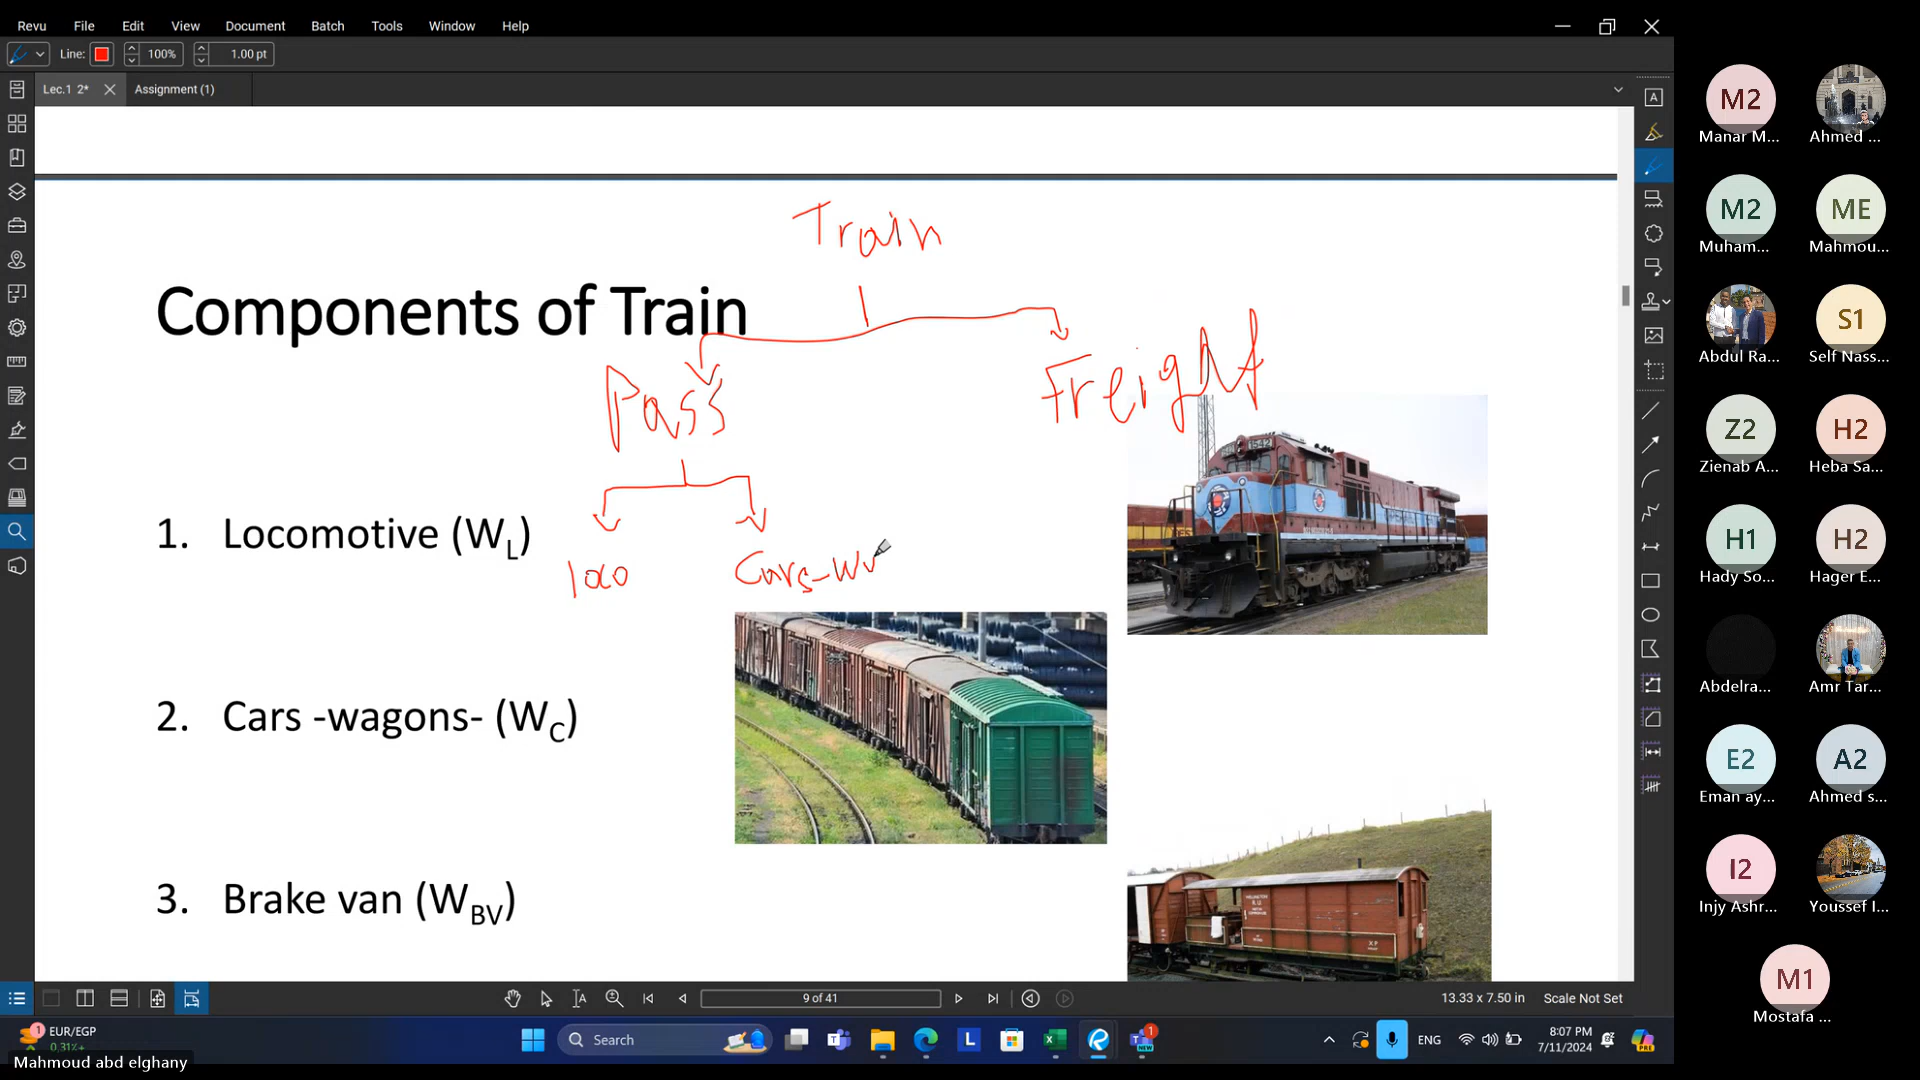 Revu File Edit View Document Batch Tools Window Help
Line: 100% 1.00 pt
Lec.1 2* Assignment (1)
Train
Components of Train
Pass
Freight
1542
1. Locomotive (WL)
loco
Cars-
2. Cars -wagons- (WC)
3. Brake van (WBV)
9 of 41
13.33 x 7.50 in Scale Not Set
EUR/EGP
0.31%
Search
ENG
8:07 PM
7/11/2024
Mahmoud abd elghany
M2
Manar M...
Ahmed ...
M2
Muham...
ME
Mahmou...
Abdul Ra...
S1
Self Nass...
Z2
Zienab A...
H2
Heba Sa...
H1
Hady So...
H2
Hager E...
Abdelra...
Amr Tar...
E2
Eman ay...
A2
Ahmed s...
I2
Injy Ashr...
Youssef I...
M1
Mostafa ...